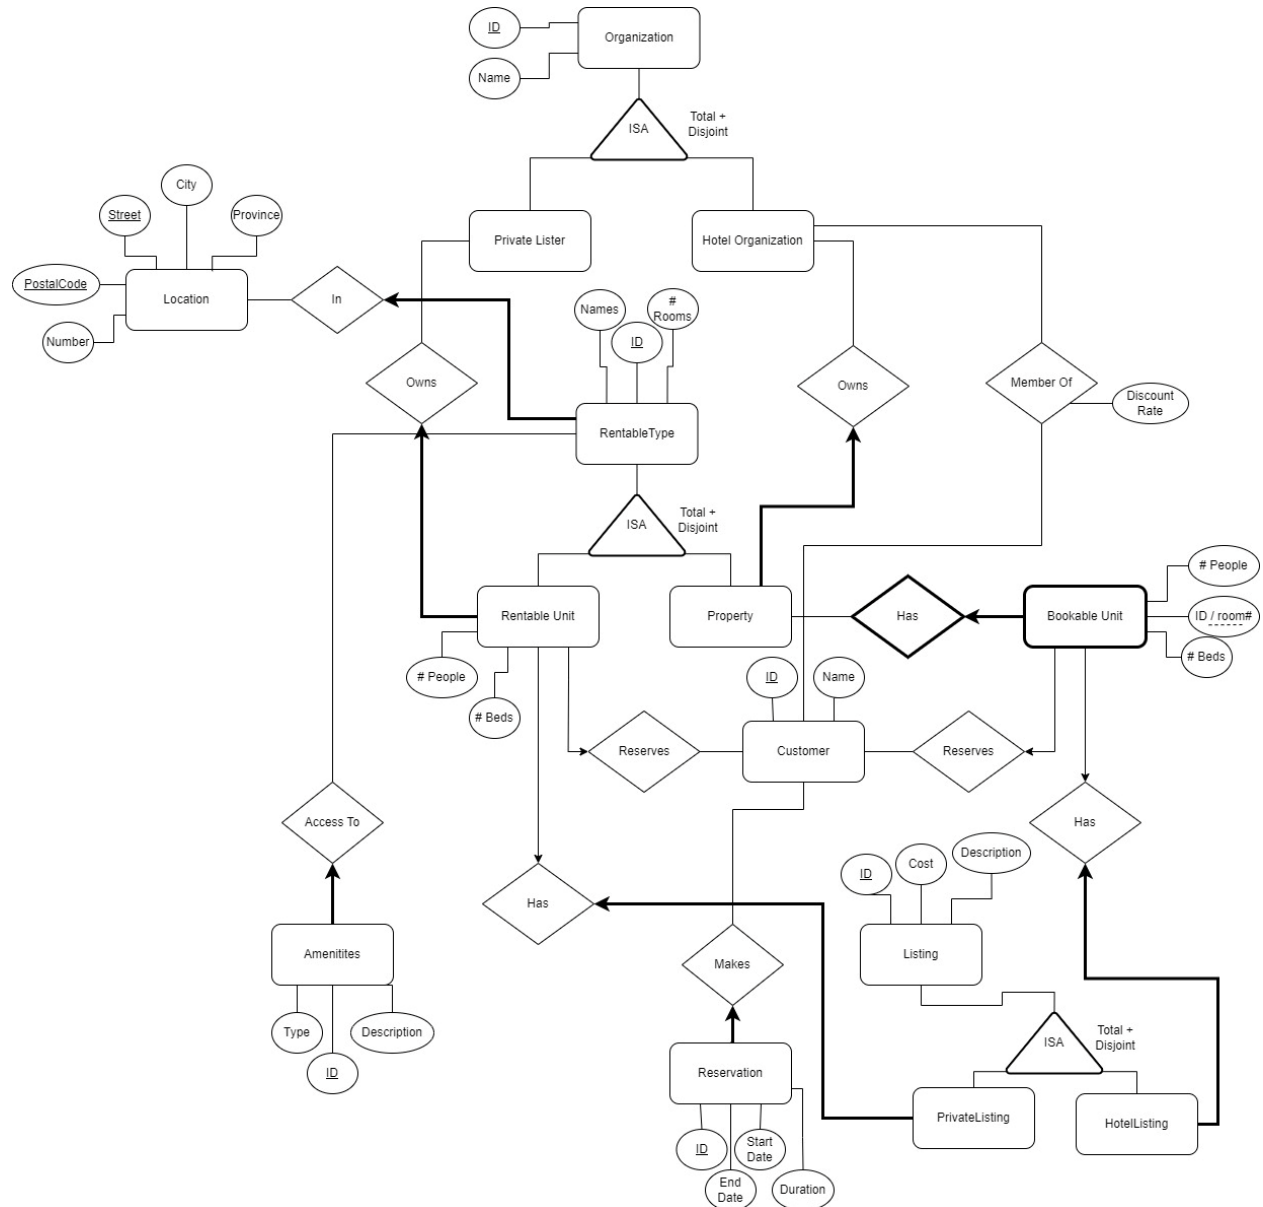 ID
Organization
Name
ISA
Total +
Disjoint
City
Street
Province
PostalCode
Location
Number
In
Private Lister
Hotel Organization
Names
#
Rooms
ID
Owns
Owns
Member Of
Discount
Rate
RentableType
ISA
Total +
Disjoint
Rentable Unit
Property
Has
Bookable Unit
# People
ID / room#
# Beds
# People
# Beds
ID
Name
Reserves
Customer
Reserves
Access To
Has
Has
ID
Cost
Description
Listing
Amenitites
Type
ID
Description
Makes
ISA
Total +
Disjoint
Reservation
ID
End
Date
Start
Date
Duration
PrivateListing
HotelListing